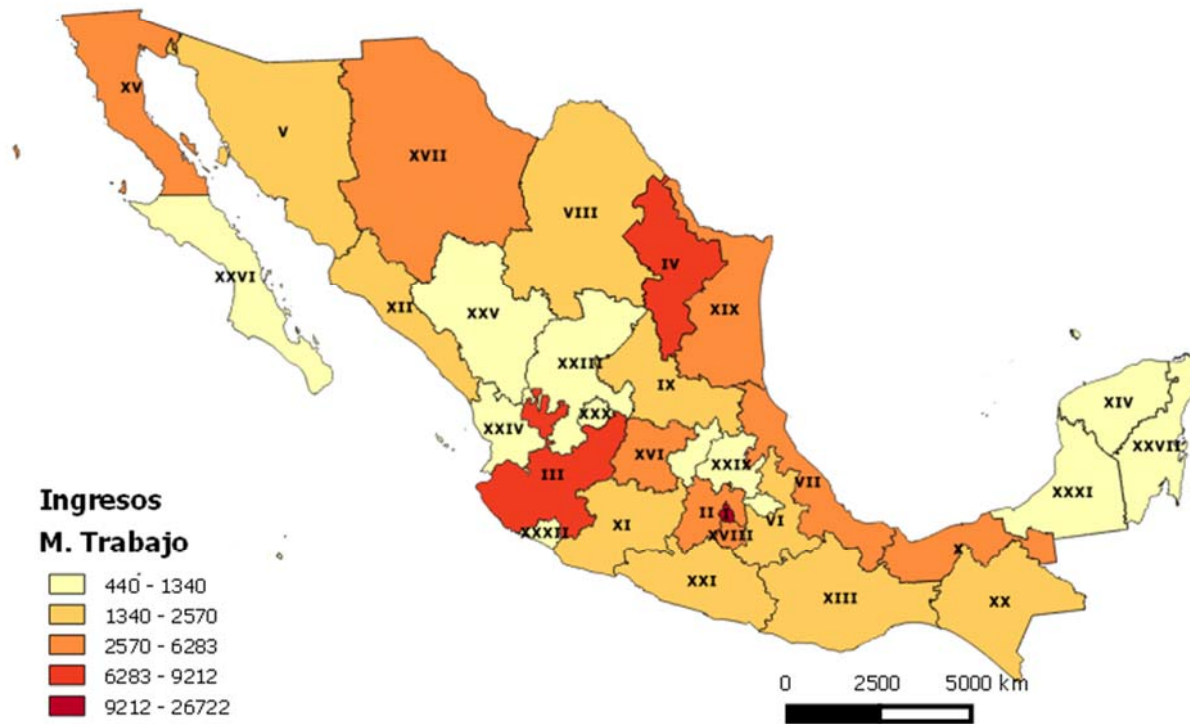 XV
V
XVII
VIII
IV
XXVI
XII
XXV
XIX
XXIII
IX
XXIV
XXX
XIV
XXVII
XVI
XXIX
III
VII
XXXI
Ingresos
M. Trabajo
II
I
XI
VI
XXXII
XVIII
X
XXI
XIII
XX
440 - 1340
1340 - 2570
2570 - 6283
6283 - 9212
9212 - 26722
0 2500 5000 km